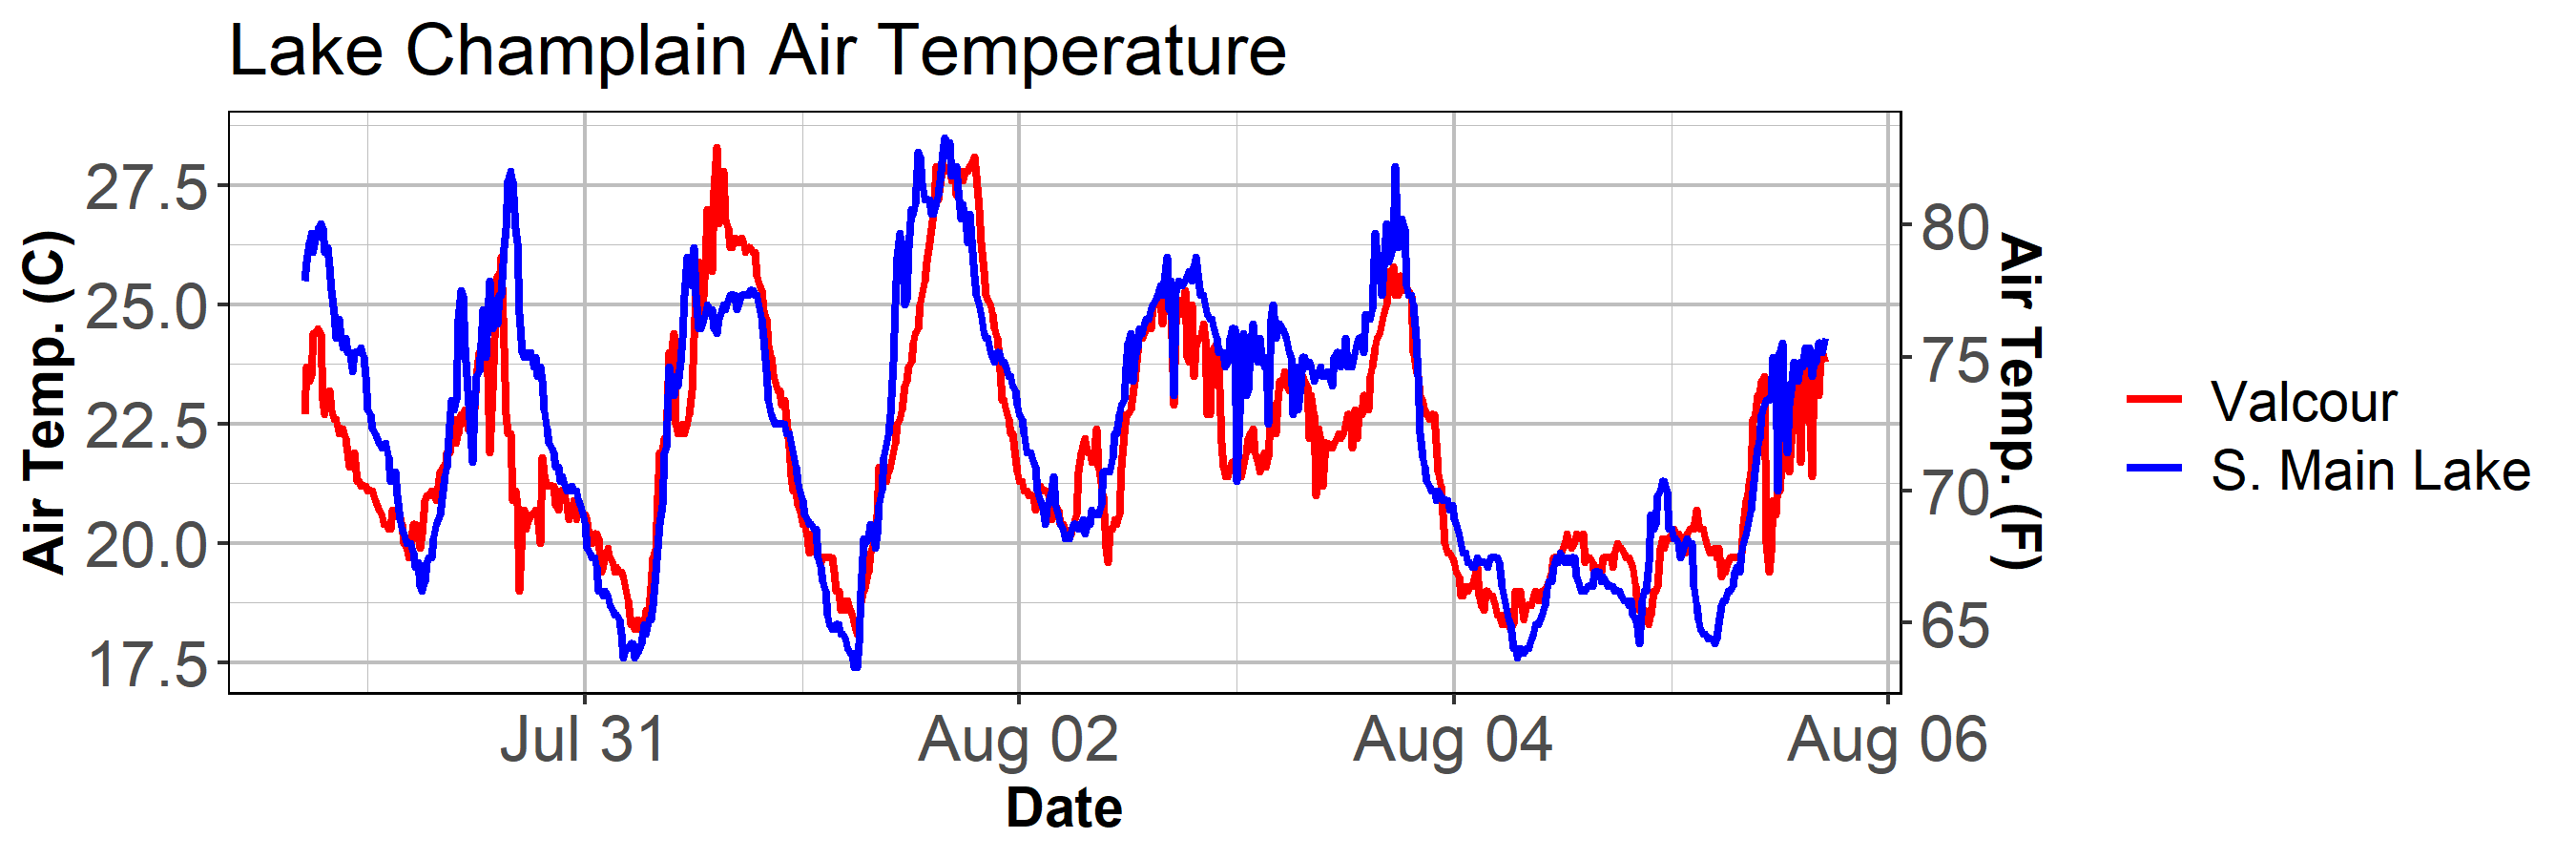 Lake Champlain Air Temperature
Air Temp. (C)
27.5
25.0
22.5
20.0
17.5
80
75
70
65
Air Temp. (F)
Jul 31
Aug 02
Aug 04
Aug 06
Date
Valcour
S. Main Lake